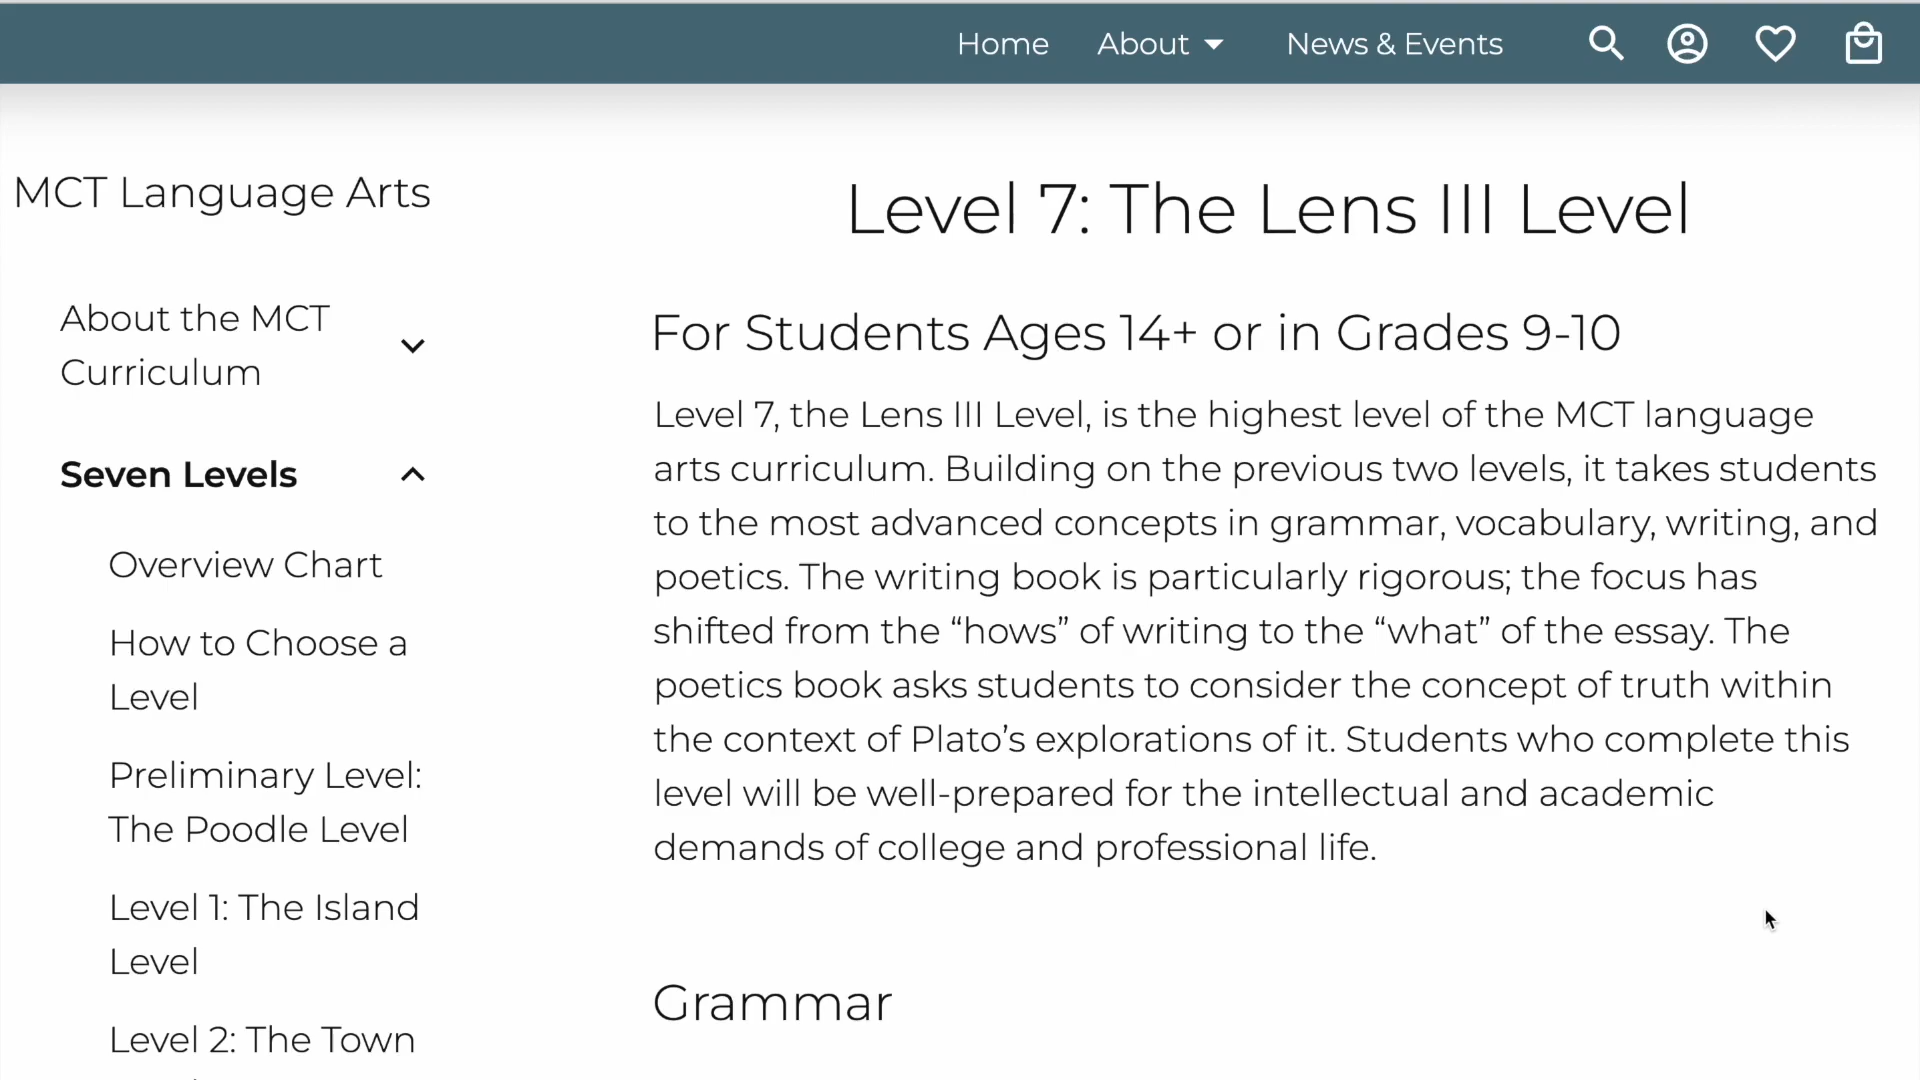 Home About News & Events
MCT Language Arts
About the MCT
Curriculum
Seven Levels
Overview Chart
How to Choose a
Level
Preliminary Level:
The Poodle Level
Level 1: The Island
Level
Level 2: The Town
Level 7: The Lens III Level
For Students Ages 14+ or in Grades 9-10
Level 7, the Lens III Level, is the highest level of the MCT language
arts curriculum. Building on the previous two levels, it takes students
to the most advanced concepts in grammar, vocabulary, writing, and
poetics. The writing book is particularly rigorous; the focus has
shifted from the “hows” of writing to the “what” of the essay. The
poetics book asks students to consider the concept of truth within
the context of Plato’s explorations of it. Students who complete this
level will be well-prepared for the intellectual and academic
demands of college and professional life.
Grammar